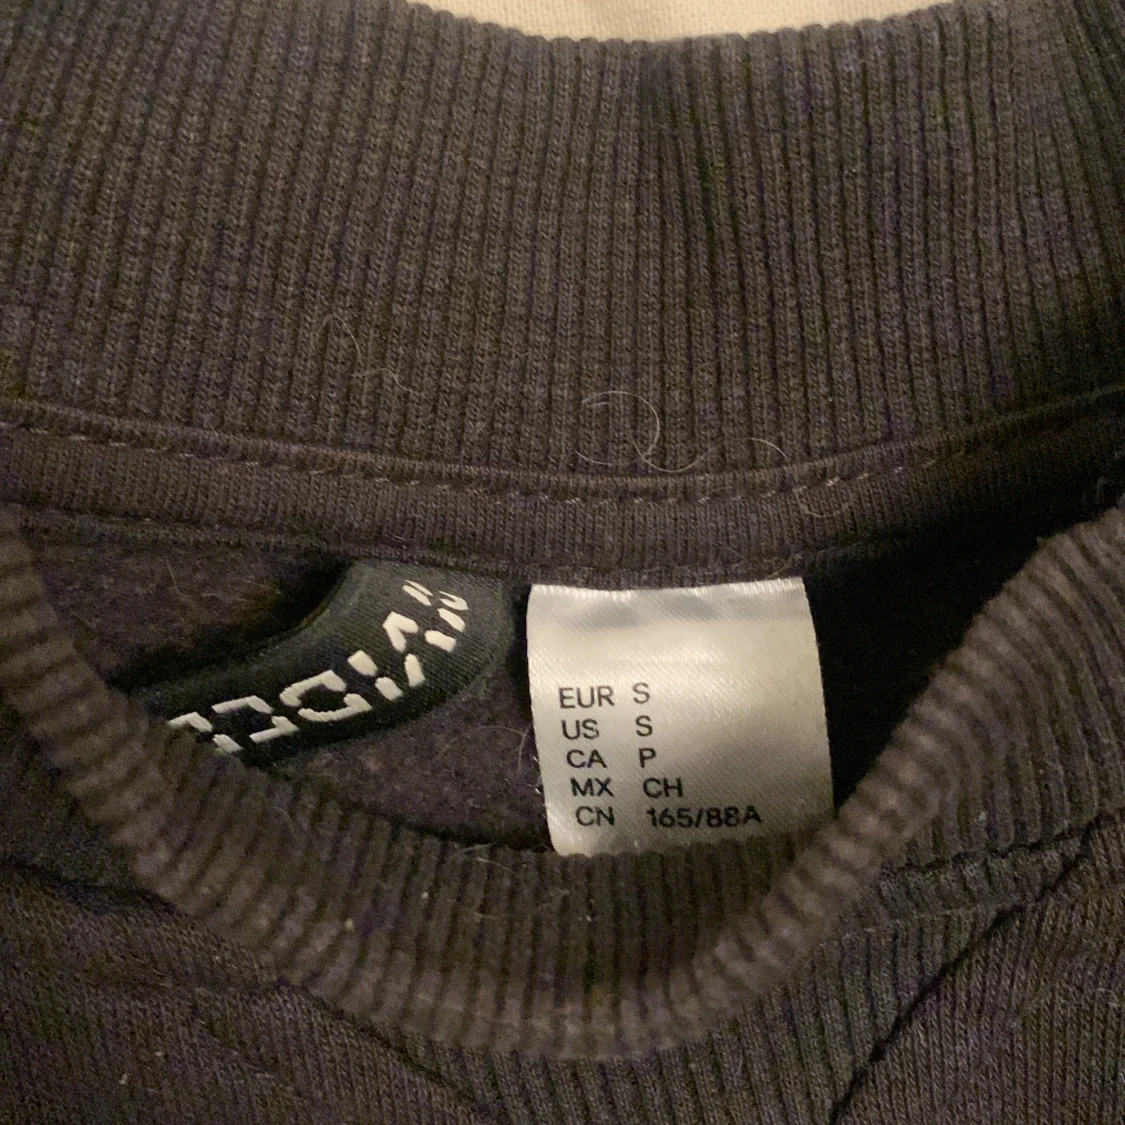 EUR S
US S
CA P
MX CH
CN 165/88A